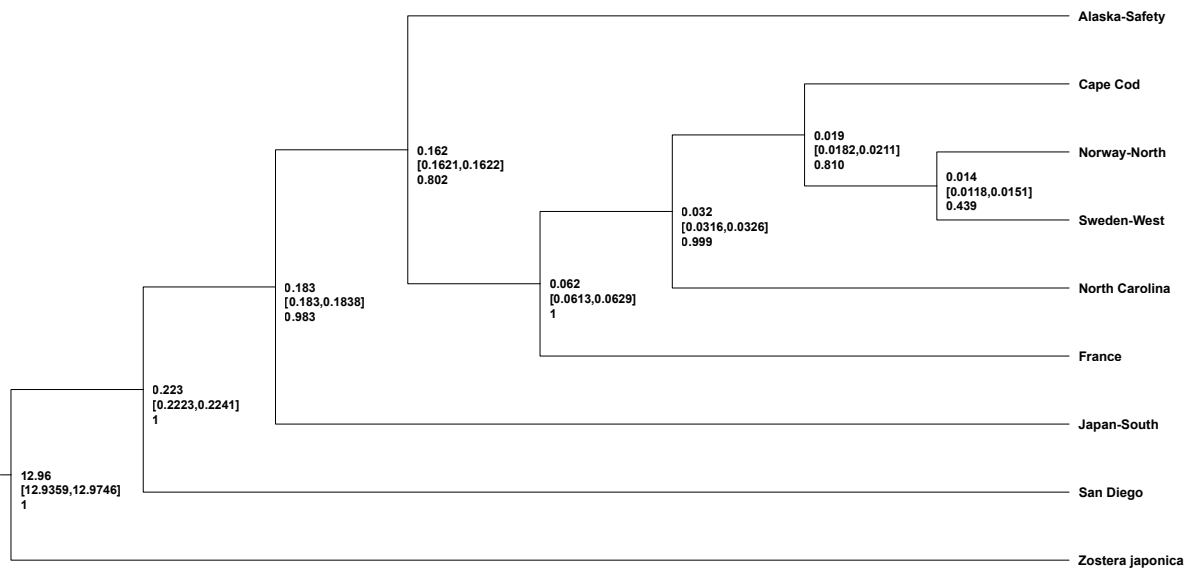 Alaska-Safety
Cape Cod
0.019
[0.0182,0.0211]
0.810
0.162
[0.1621,0.1622]
0.802
Norway-North
0.014
[0.0118,0.0151]
0.439
0.032
[0.0316,0.0326]
0.999
Sweden-West
0.183
[0.183,0.1838]
0.983
0.062
[0.0613,0.0629]
1
North Carolina
France
0.223
[0.2223,0.2241]
1
Japan-South
12.96
[12.9359,12.9746]
1
San Diego
Zostera japonica